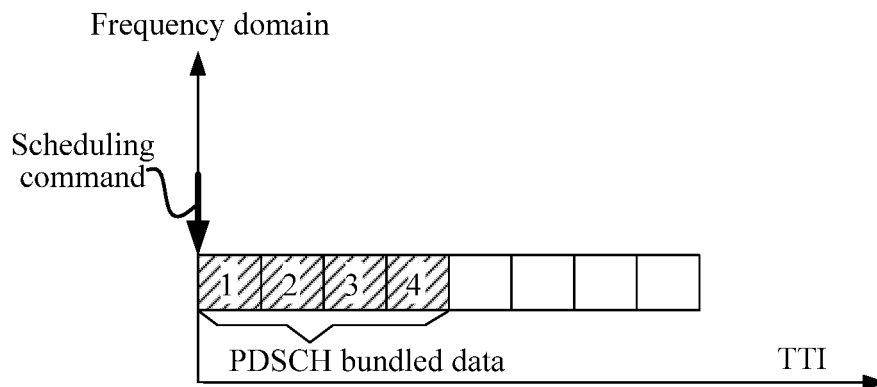 Frequency domain
Scheduling
command
1 2 3 4
PDSCH bundled data
TTI